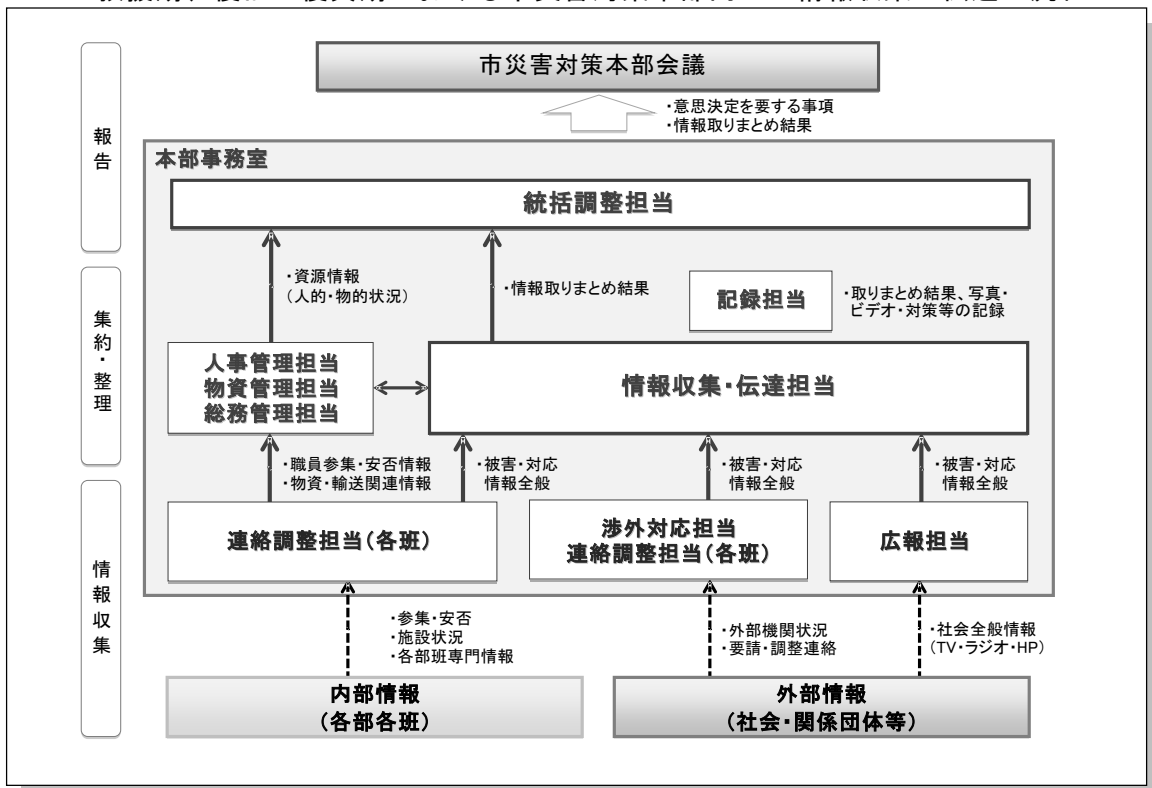 市災害対策本部会議
・意思決定を要する事項
・情報取りまとめ結果
報告
本部事務室
統括調整担当
・資源情報
(人的・物的状況)
・情報取りまとめ結果
記録担当
・取りまとめ結果、写真・
ビデオ・対策等の記録
集約・整理
人事管理担当
物資管理担当
総務管理担当
情報収集・伝達担当
・職員参集・安否情報
・物資・輸送関連情報
・被害・対応
情報全般
・被害・対応
情報全般
・被害・対応
情報全般
情報収集
連絡調整担当(各班)
渉外対応担当
連絡調整担当(各班)
広報担当
・参集・安否
・施設状況
・各部班専門情報
・外部機関状況
・要請・調整連絡
・社会全般情報
(TV・ラジオ・HP)
内部情報
(各部各班)
外部情報
(社会・関係団体等)